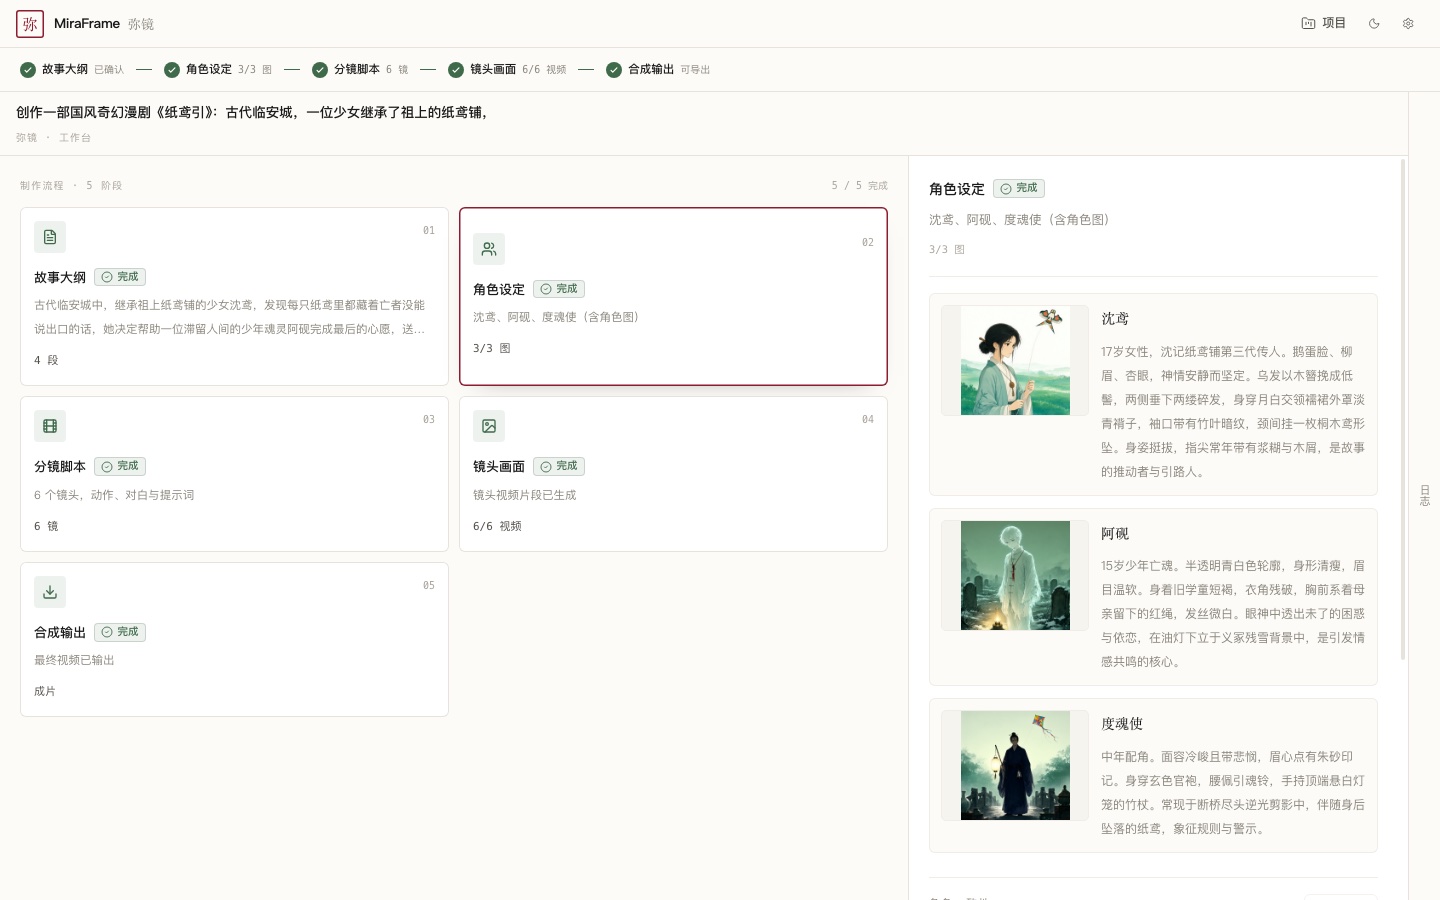 弥 MiraFrame 弥镜
项目
故事大纲 已确认 角色设定 3/3 图 分镜脚本 6 镜 镜头画面 6/6 视频 合成输出 可导出
创作一部国风奇幻漫剧《纸鸢引》：古代临安城，一位少女继承了祖上的纸鸢铺，
弥镜 · 工作台
制作流程 · 5 阶段
5 / 5 完成
01
故事大纲 完成
古代临安城中，继承祖上纸鸢铺的少女沈鸢，发现每只纸鸢里都藏着亡者没能
说出口的话，她决定帮助一位滞留人间的少年魂灵阿砚完成最后的心愿，送...
4 段
02
角色设定 完成
沈鸢、阿砚、度魂使（含角色图）
3/3 图
03
分镜脚本 完成
6 个镜头，动作、对白与提示词
6 镜
04
镜头画面 完成
镜头视频片段已生成
6/6 视频
05
合成输出 完成
最终视频已输出
成片
角色设定 完成
沈鸢、阿砚、度魂使（含角色图）
3/3 图
沈鸢
17岁女性，沈记纸鸢铺第三代传人。鹅蛋脸、柳
眉、杏眼，神情安静而坚定。乌发以木簪挽成低
髻，两侧垂下两缕碎发，身穿月白交领襦裙外罩淡
青褙子，袖口带有竹叶暗纹，颈间挂一枚桐木鸢形
坠。身姿挺拔，指尖常年带有浆糊与木屑，是故事
的推动者与引路人。
阿砚
15岁少年亡魂。半透明青白色轮廓，身形清瘦，眉
目温软。身着旧学童短褐，衣角残破，胸前系着母
亲留下的红绳，发丝微白。眼神中透出未了的困惑
与依恋，在油灯下立于义冢残雪背景中，是引发情
感共鸣的核心。
度魂使
中年配角。面容冷峻且带悲悯，眉心点有朱砂印
记。身穿玄色官袍，腰佩引魂铃，手持顶端悬白灯
笼的竹杖。常现于断桥尽头逆光剪影中，伴随身后
坠落的纸鸢，象征规则与警示。
日志